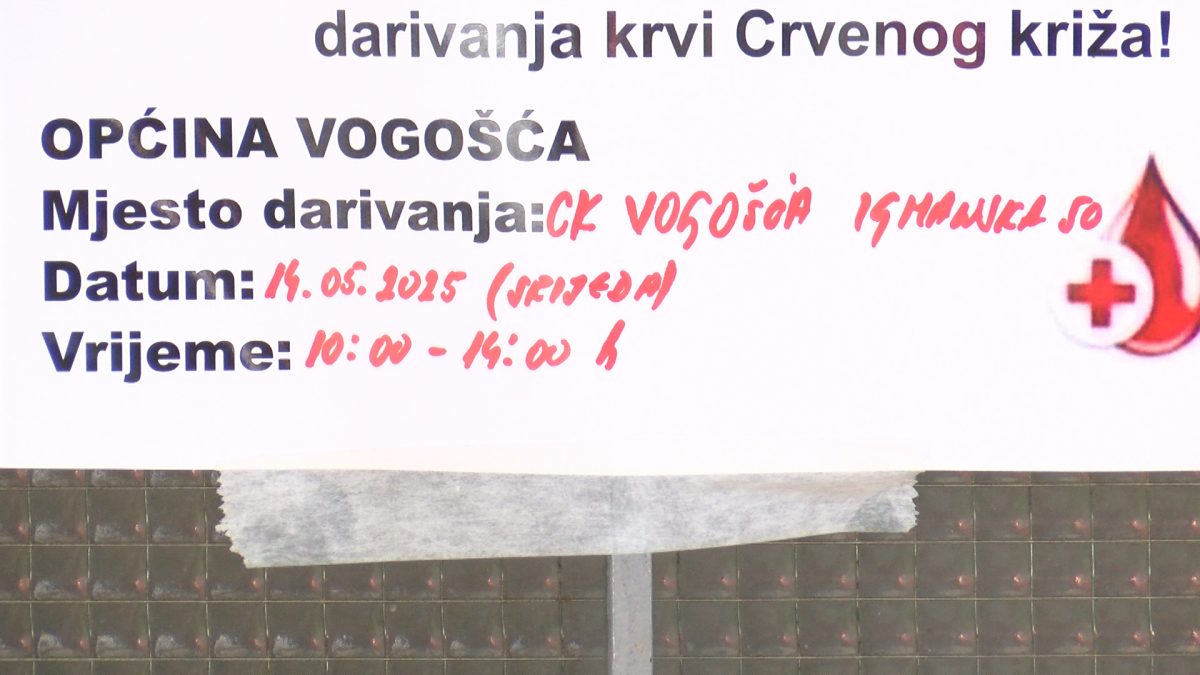 darivanja krvi Crvenog križa!
OPĆINA VOGOŠĆA
Mjesto darivanja: CK VOGOŠĆA IGMANSKA 50
Datum: 14.05.2025 (SRIJEDA)
Vrijeme: 10:00 - 14:00 h